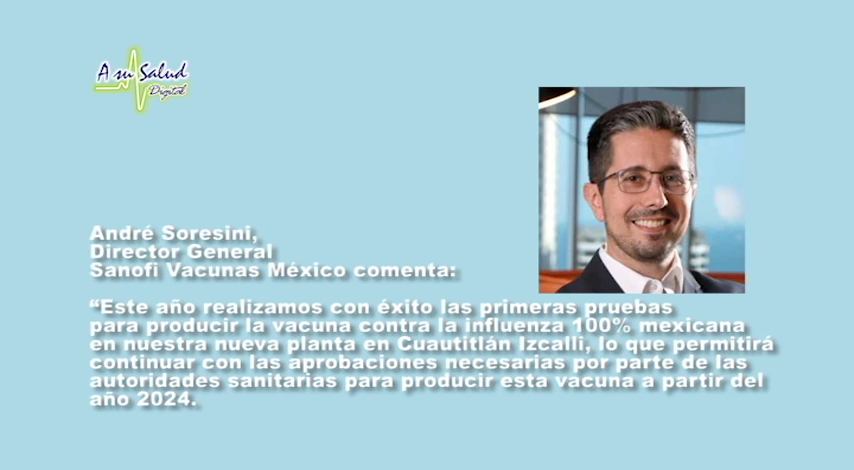 A su Salud
Digital
André Soresini,
Director General
Sanofi Vacunas México comenta:
“Este año realizamos con éxito las primeras pruebas
para producir la vacuna contra la influenza 100% mexicana
en nuestra nueva planta en Cuautitlán Izcalli, lo que permitirá
continuar con las aprobaciones necesarias por parte de las
autoridades sanitarias para producir esta vacuna a partir del
año 2024.